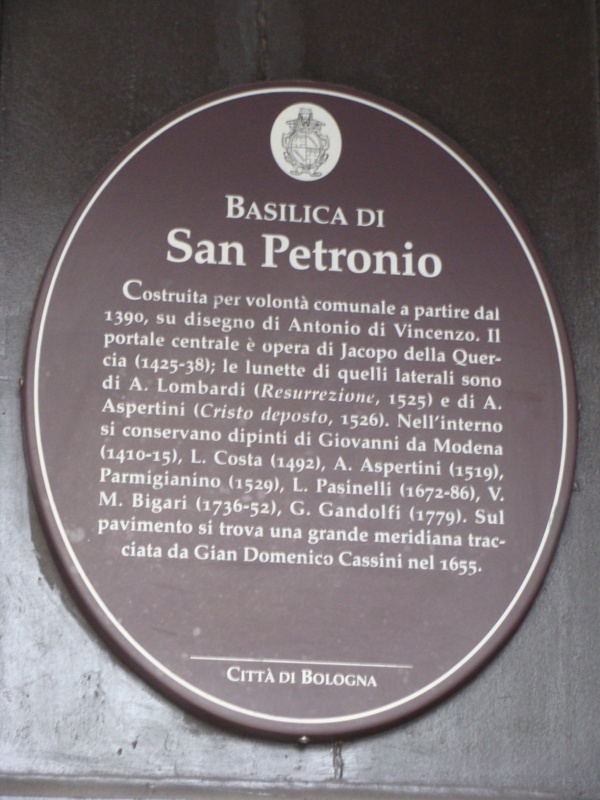 BASILICA DI
San Petronio
Costruita per volontà comunale a partire dal
1390, su disegno di Antonio di Vincenzo. Il
portale centrale è opera di Jacopo della Quer-
cia (1425-38); le lunette di quelli laterali sono
di A. Lombardi (Resurrezione, 1525) e di A.
Aspertini (Cristo deposto, 1526). Nell'interno
si conservano dipinti di Giovanni da Modena
(1410-15), L. Costa (1492), A. Aspertini (1519),
Parmigianino (1529), L. Pasinelli (1672-86), V.
M. Bigari (1736-52), G. Gandolfi (1779). Sul
pavimento si trova una grande meridiana trac-
ciata da Gian Domenico Cassini nel 1655.
CITTÀ DI BOLOGNA